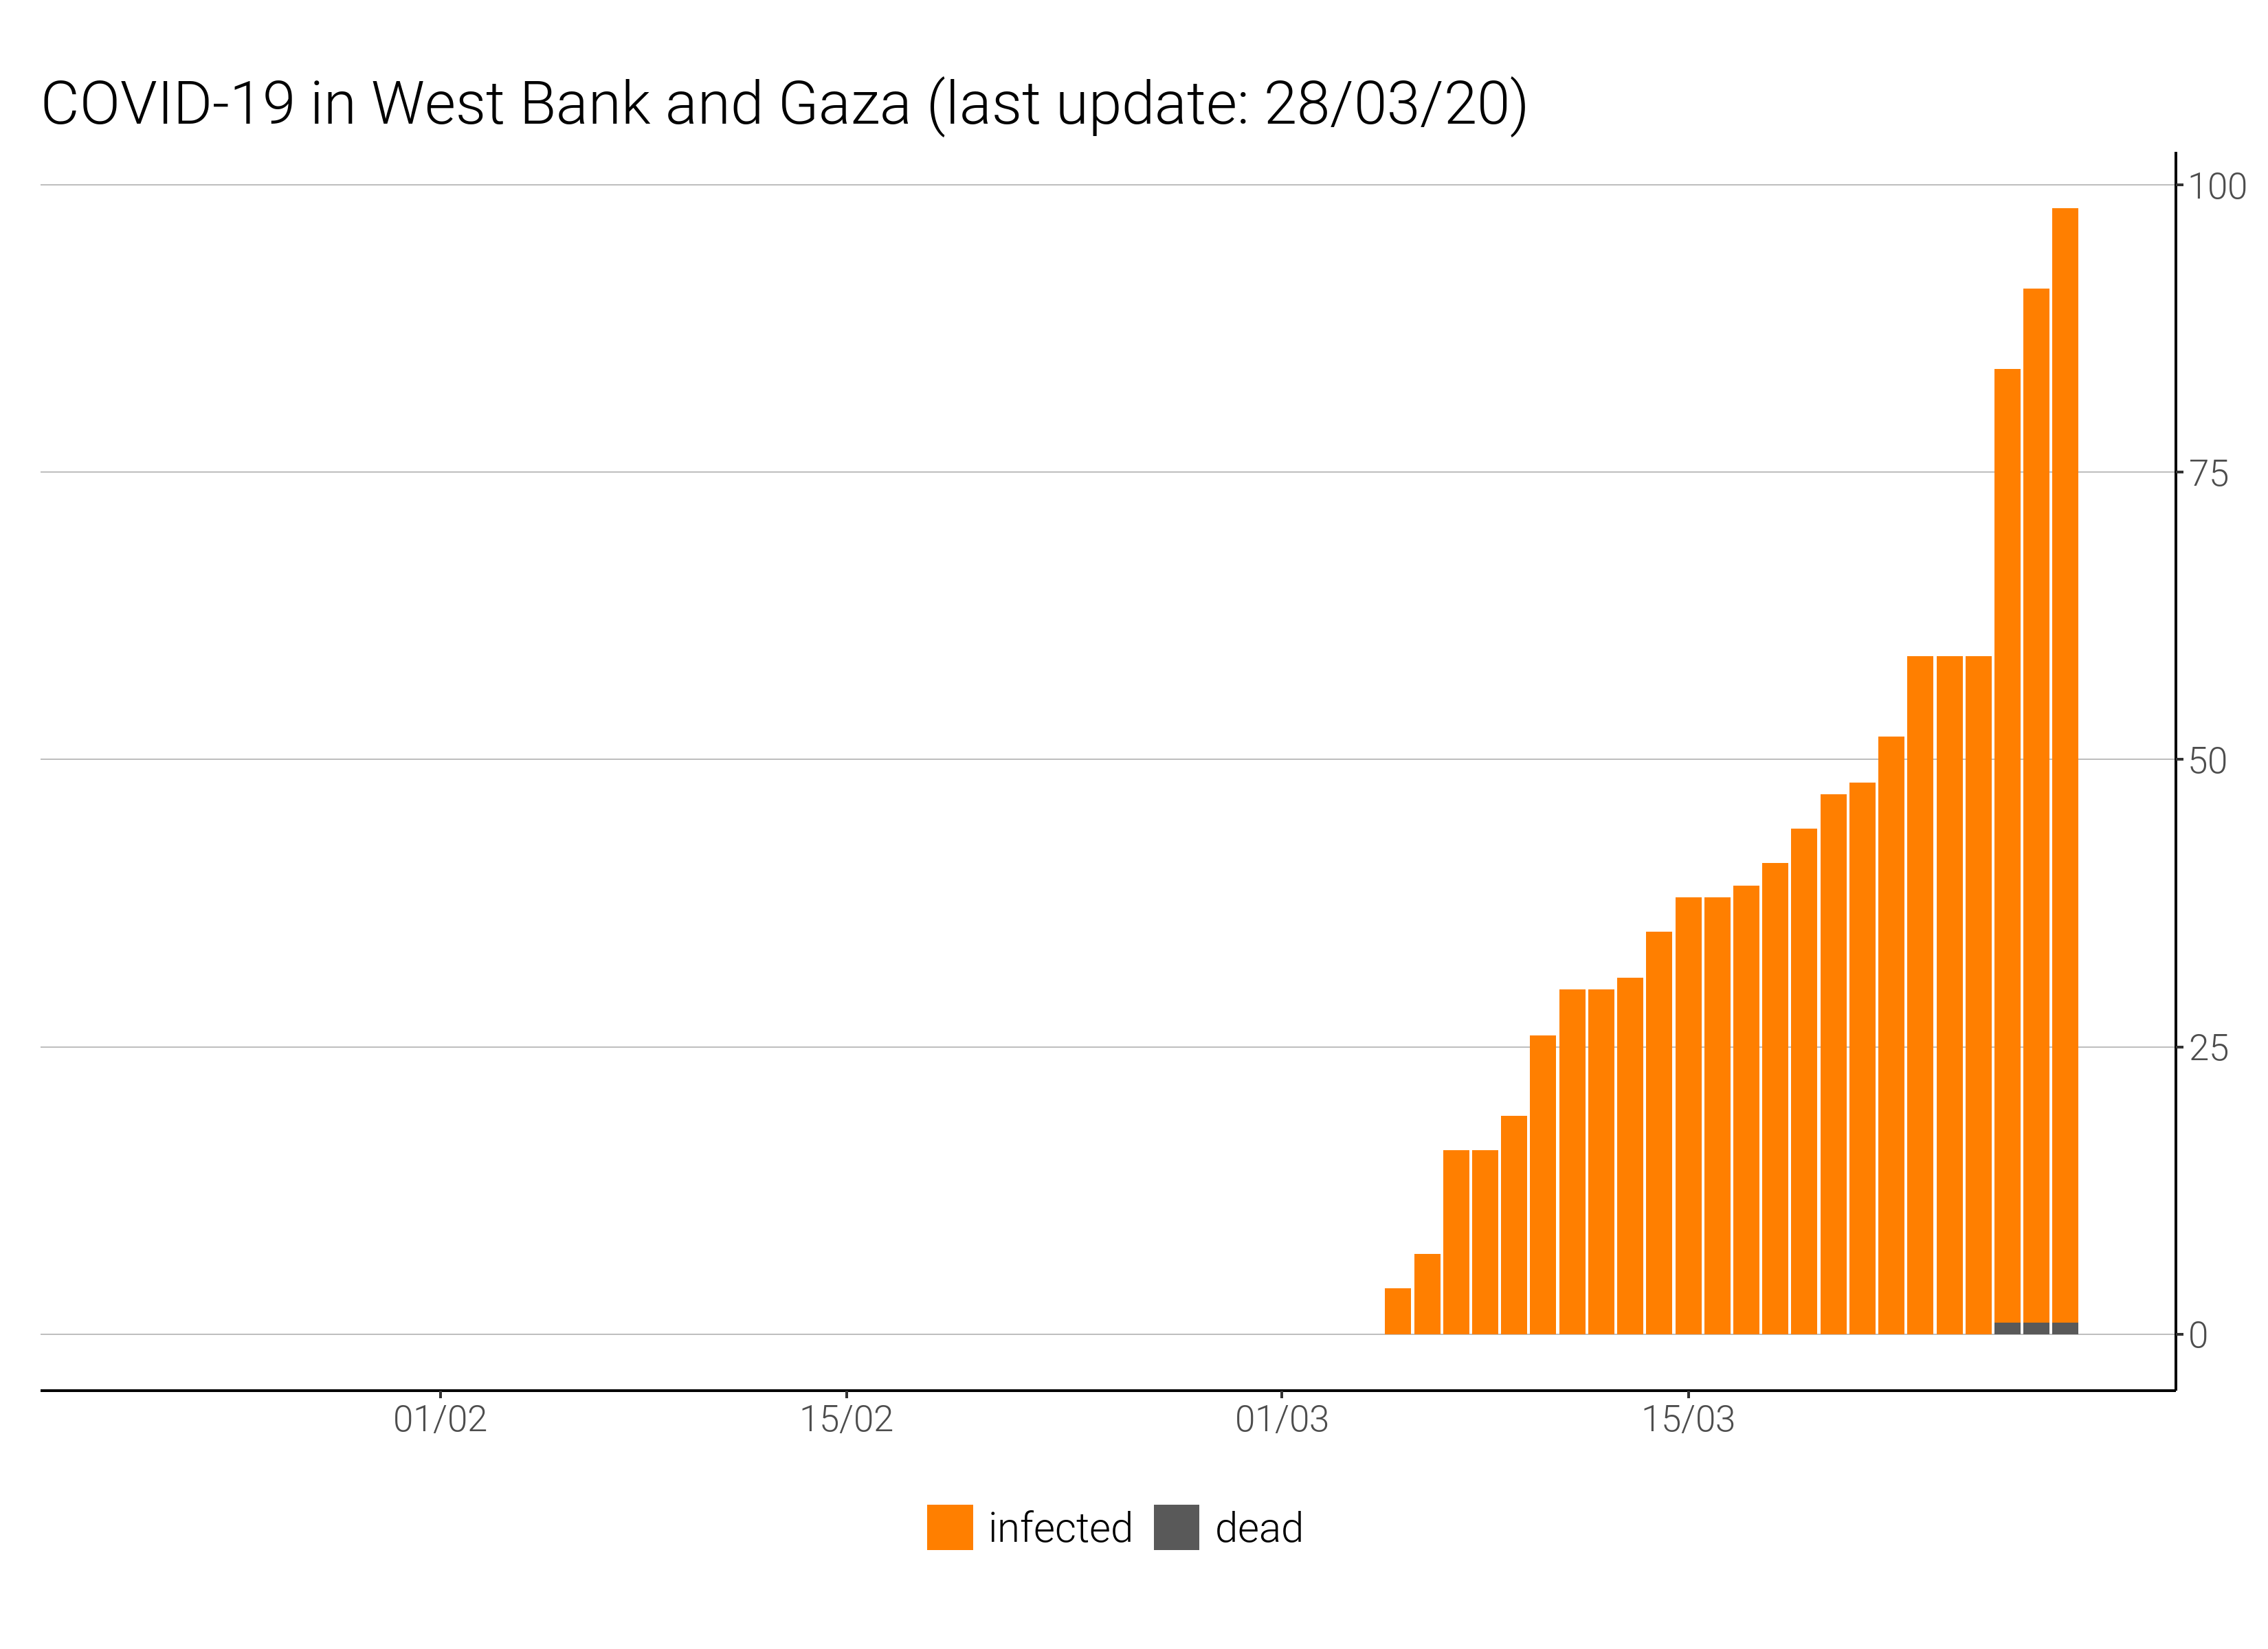 COVID-19 in West Bank and Gaza (last update: 28/03/20)
100
75
50
25
0
01/02 15/02 01/03 15/03
infected dead